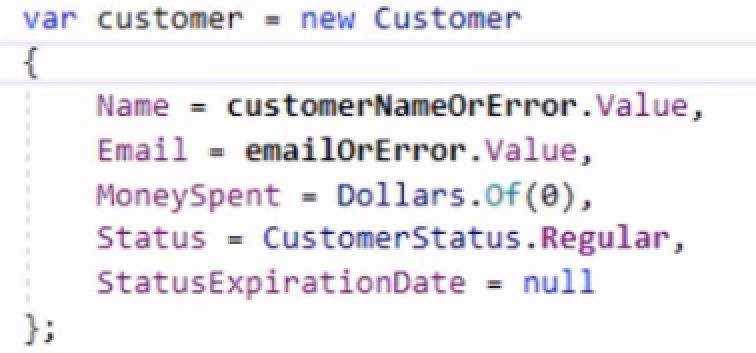 var customer = new Customer
{
    Name = customerNameOrError.Value,
    Email = emailOrError.Value,
    MoneySpent = Dollars.Of(0),
    Status = CustomerStatus.Regular,
    StatusExpirationDate = null
};